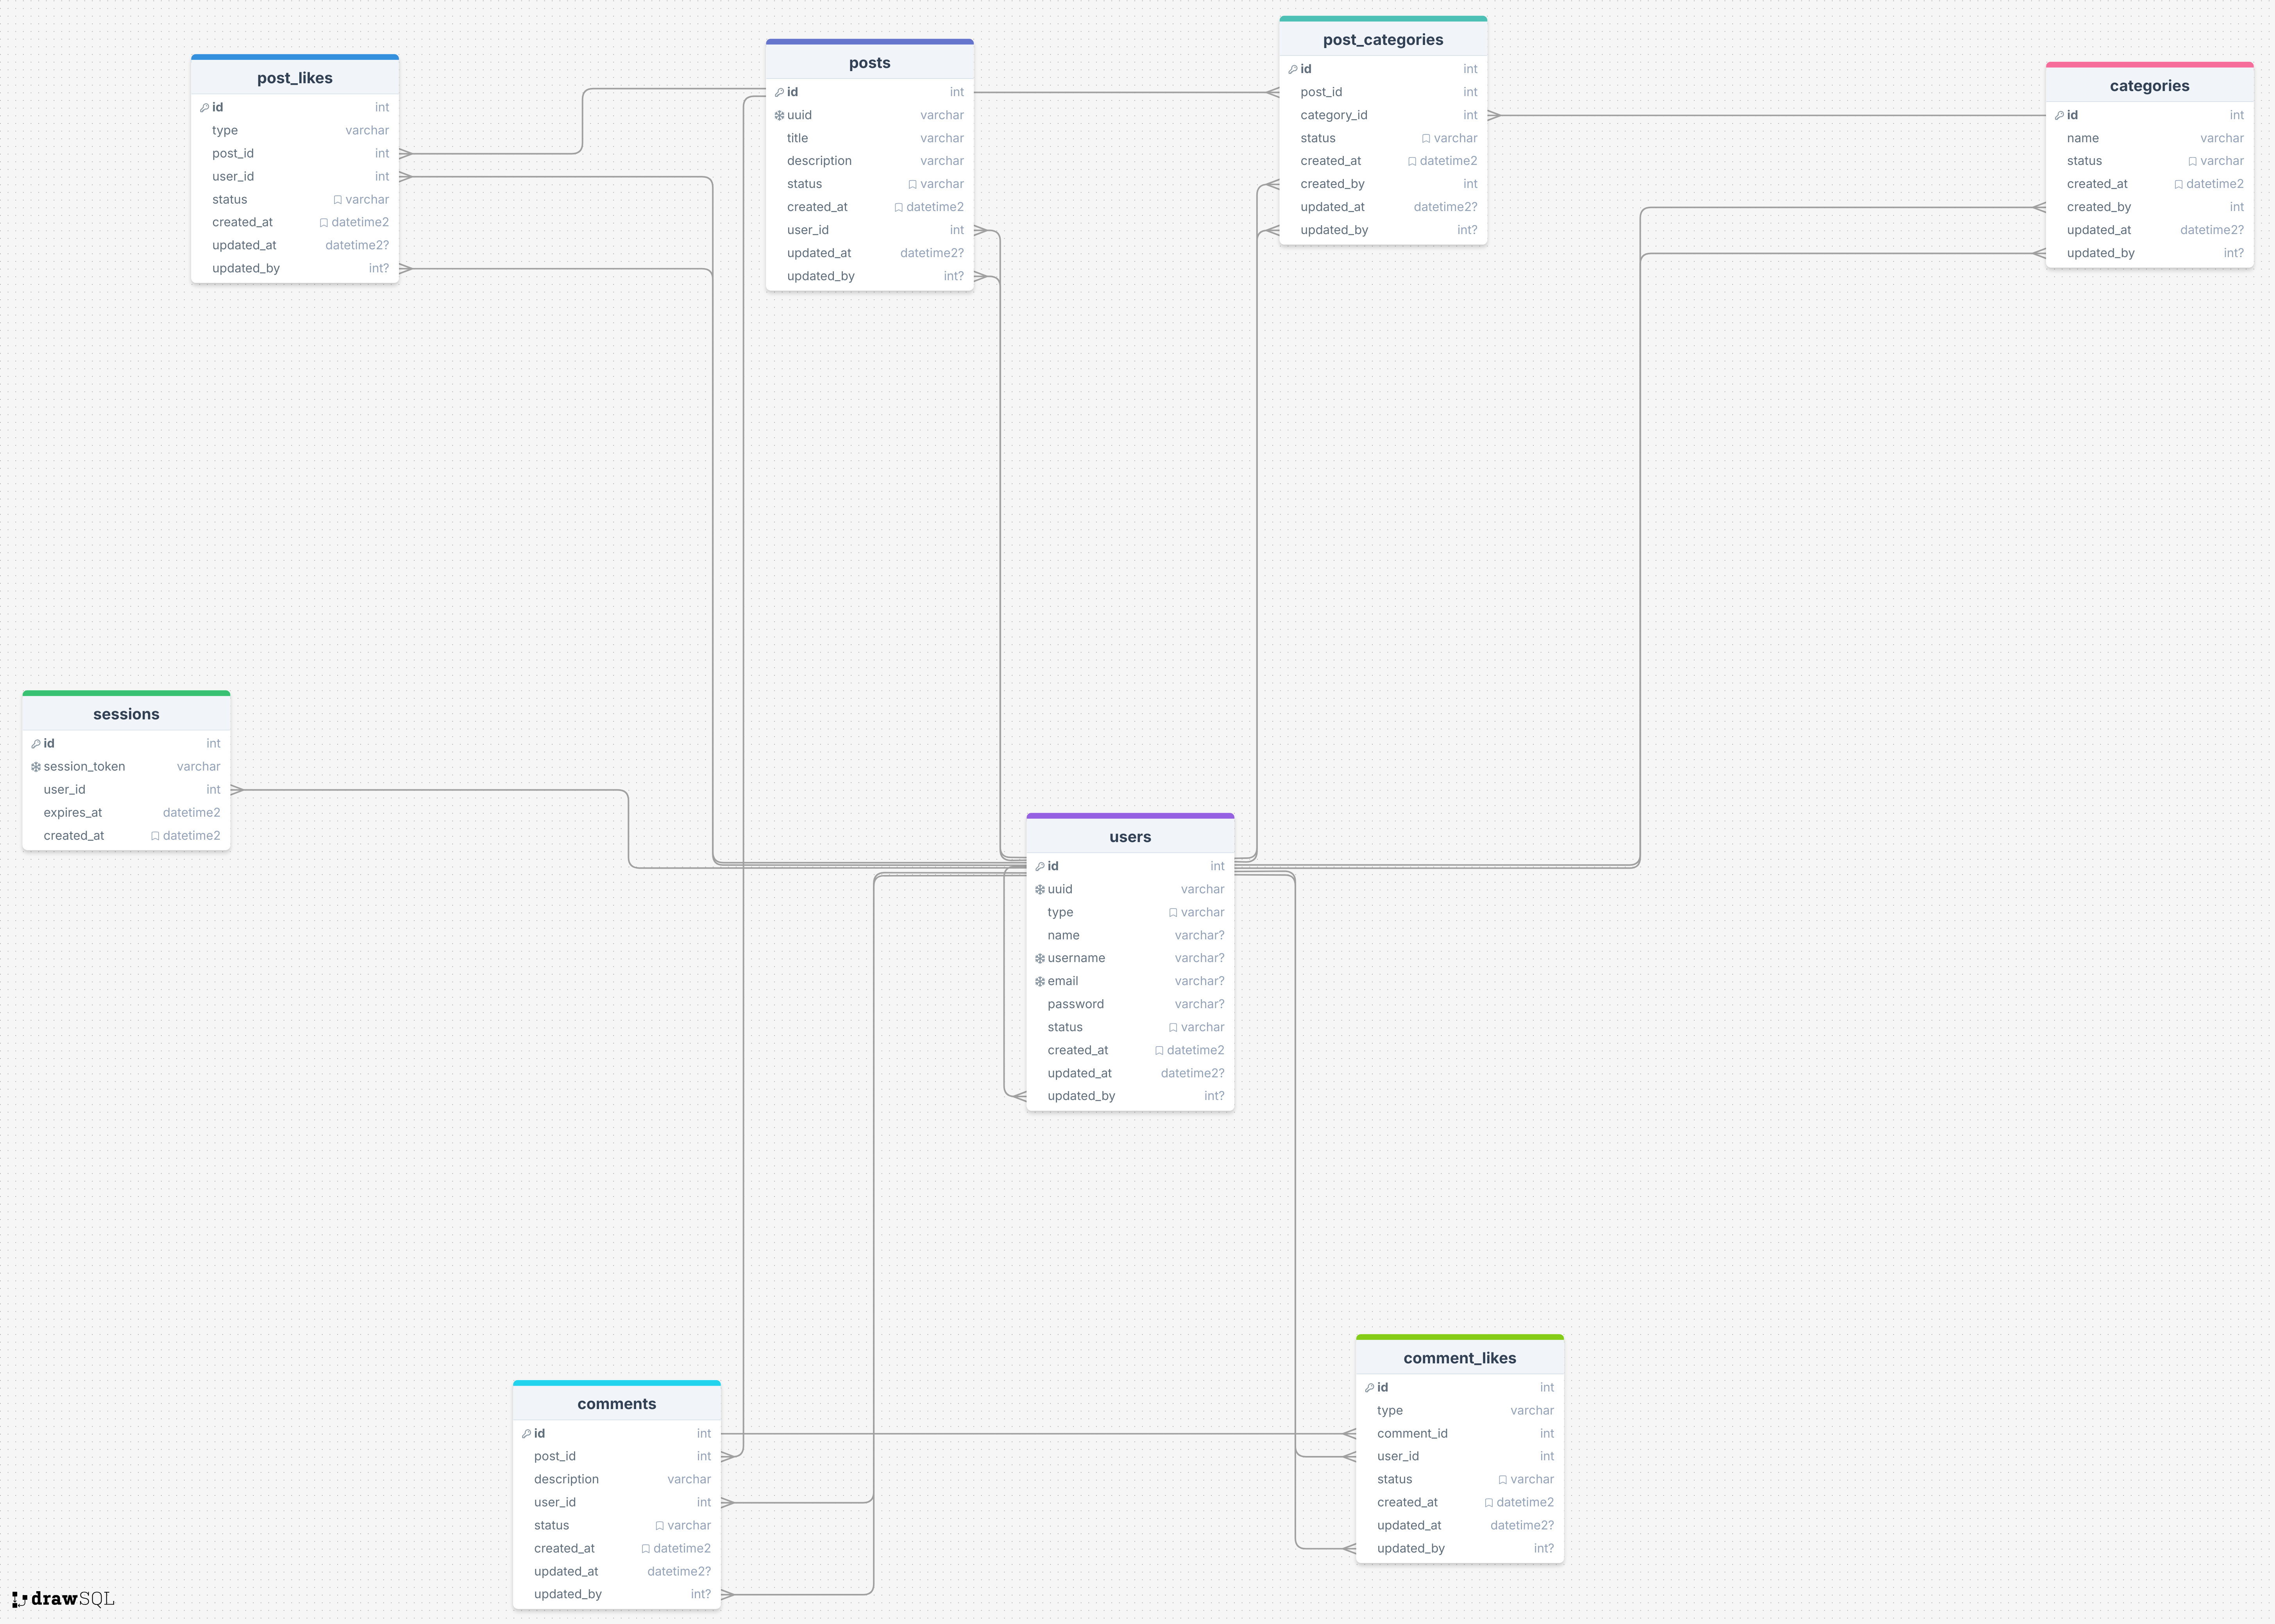 post_likes
id int
type varchar
post_id int
user_id int
status varchar
created_at datetime2
updated_at datetime2?
updated_by int?
posts
id int
uuid varchar
title varchar
description varchar
status varchar
created_at datetime2
user_id int
updated_at datetime2?
updated_by int?
post_categories
id int
post_id int
category_id int
status varchar
created_at datetime2
created_by int
updated_at datetime2?
updated_by int?
categories
id int
name varchar
status varchar
created_at datetime2
created_by int
updated_at datetime2?
updated_by int?
sessions
id int
session_token varchar
user_id int
expires_at datetime2
created_at datetime2
users
id int
uuid varchar
type varchar
name varchar?
username varchar?
email varchar?
password varchar?
status varchar
created_at datetime2
updated_at datetime2?
updated_by int?
comments
id int
post_id int
description varchar
user_id int
status varchar
created_at datetime2
updated_at datetime2?
updated_by int?
comment_likes
id int
type varchar
comment_id int
user_id int
status varchar
created_at datetime2
updated_at datetime2?
updated_by int?
drawSQL